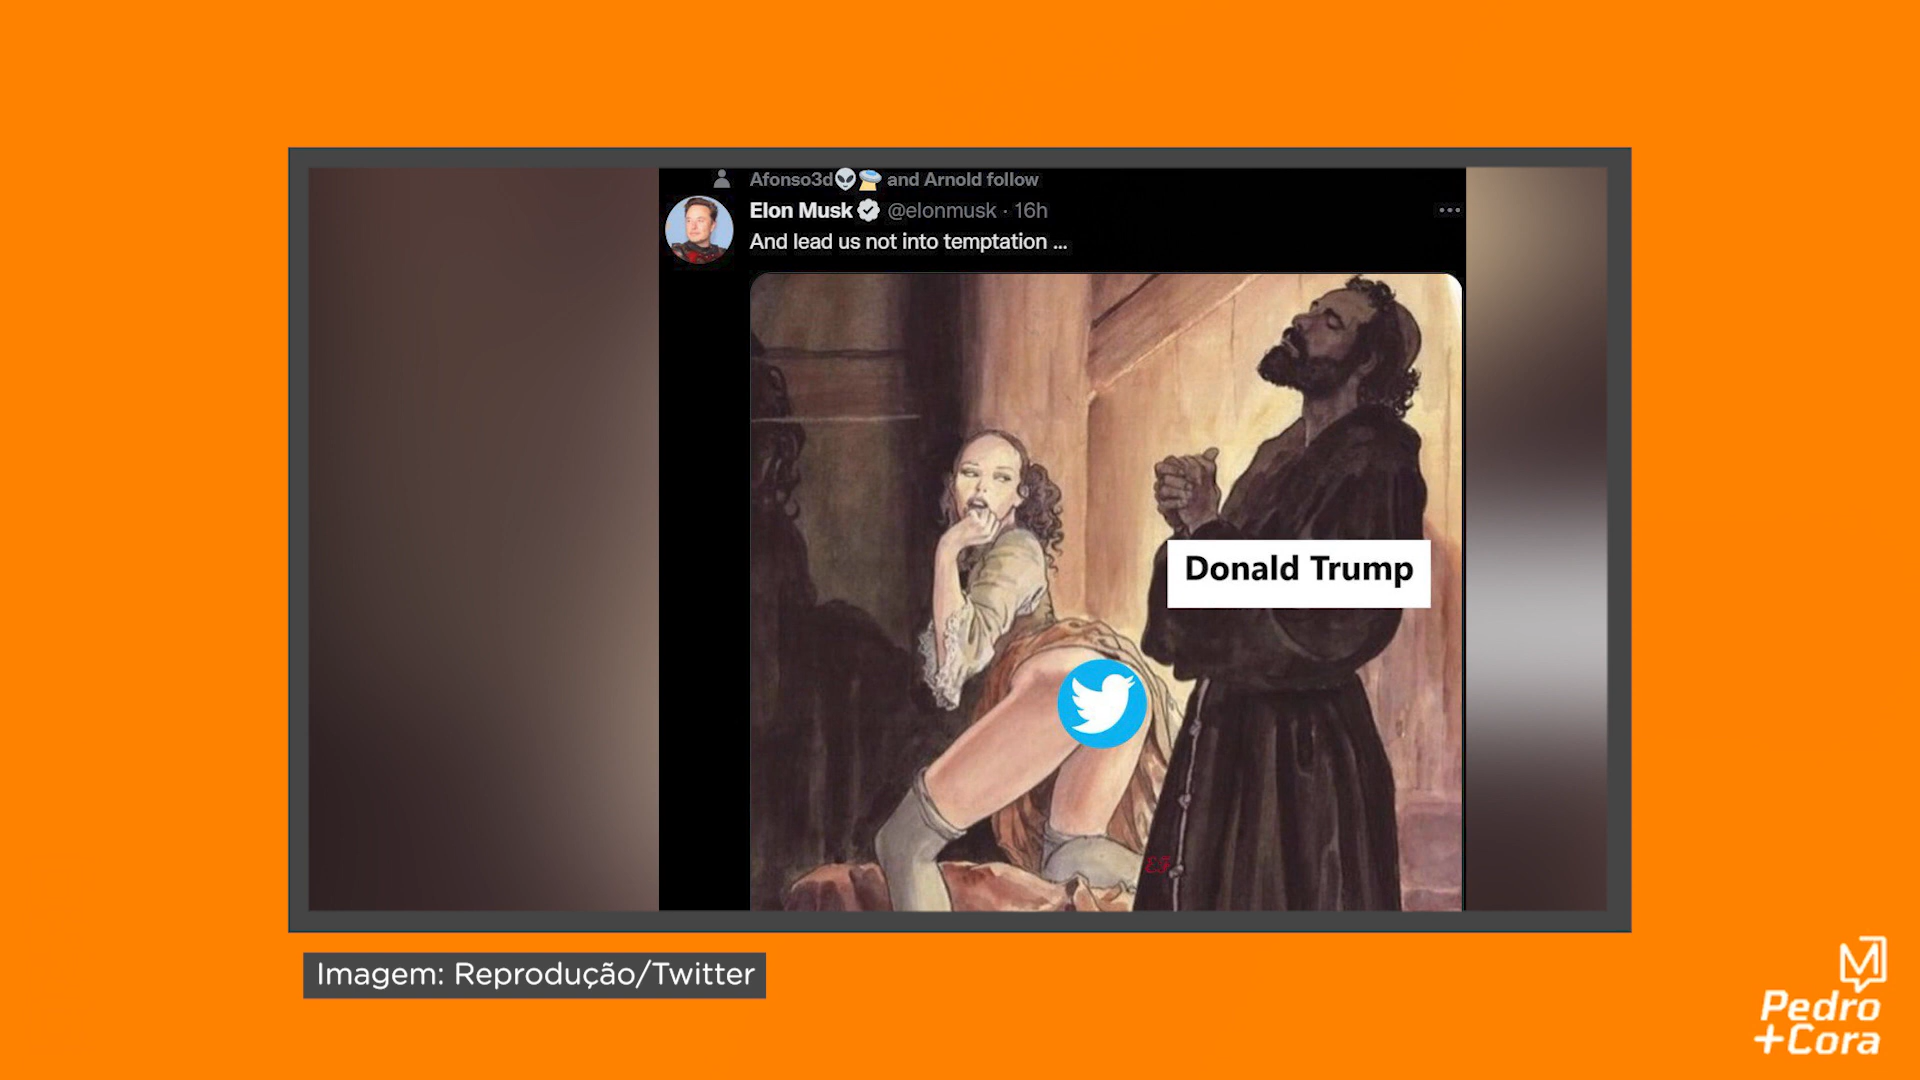 Afonso3d👽🛸 and Arnold follow
Elon Musk @elonmusk · 16h
And lead us not into temptation ...
Donald Trump
EF
Imagem: Reprodução/Twitter
M
Pedro
+Cora